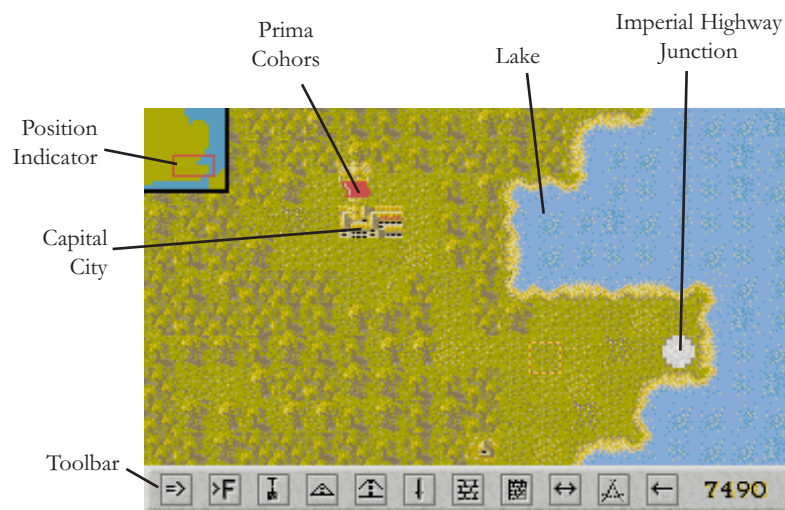 Prima
Cohors
Lake
Imperial Highway
Junction
Position
Indicator
Capital
City
Toolbar
=> >F 7490